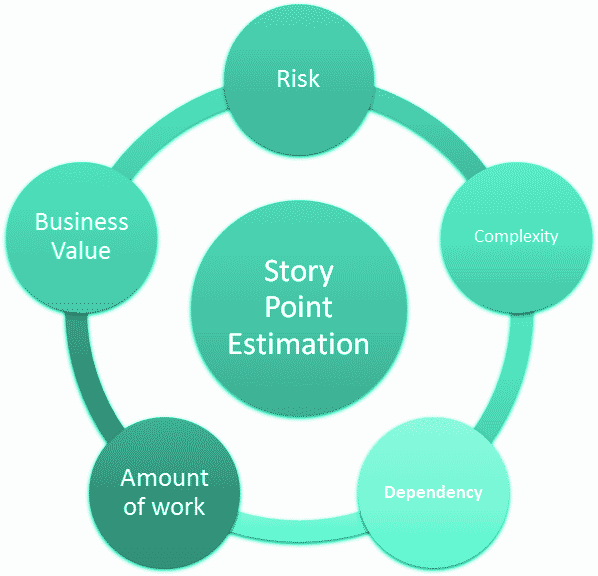 Risk
Business
Value
Complexity
Story
Point
Estimation
Amount
of work
Dependency